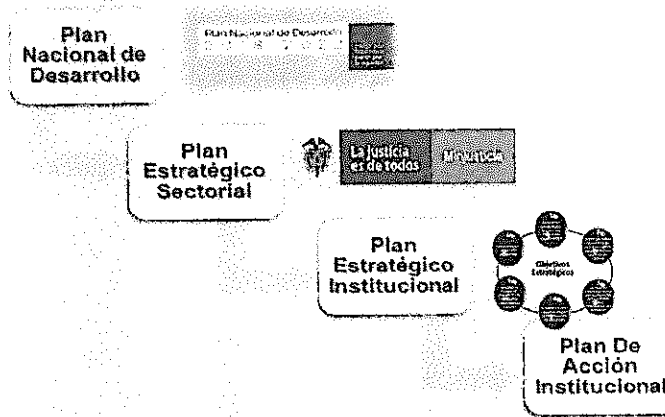 Plan
Nacional de
Desarrollo
Plan Nacional de Desarrollo
Plan
Estratégico
Sectorial
La justicia
es de todos
Minjusticia
Plan
Estratégico
Institucional
Objetivos
Estratégicos
Plan De
Acción
Institucional